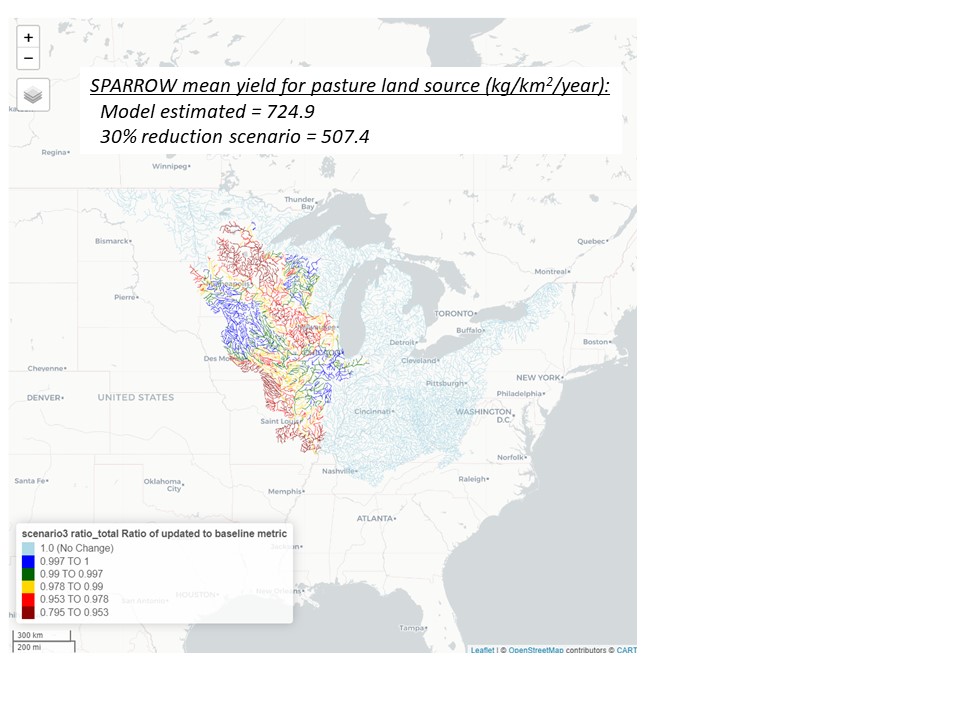 +
−
SPARROW mean yield for pasture land source (kg/km²/year):
Model estimated = 724.9
30% reduction scenario = 507.4
Regina
Winnipeg
Thunder
Bay
Bismarck
Quebec
Montreal
Pierre
TORONTO
Buffalo
Boston
Detroit
Des
Cleveland
Cheyenne
NEW YORK
Pittsburgh
Philadelphia
DENVER
UNITED STATES
Cincinnati
WASHINGTON
D.C.
Saint Louis
Norfolk
Nashville
Santa Fe
Oklahoma
City
Raleigh
Memphis
ATLANTA
scenario3 ratio_total Ratio of updated to baseline metric
1.0 (No Change)
0.997 TO 1
0.99 TO 0.997
0.978 TO 0.99
0.953 TO 0.978
0.795 TO 0.953
Jackson
New Orleans
HOUSTON
San Antonio
Tampa
300 km
200 mi
Leaflet | © OpenStreetMap contributors © CART